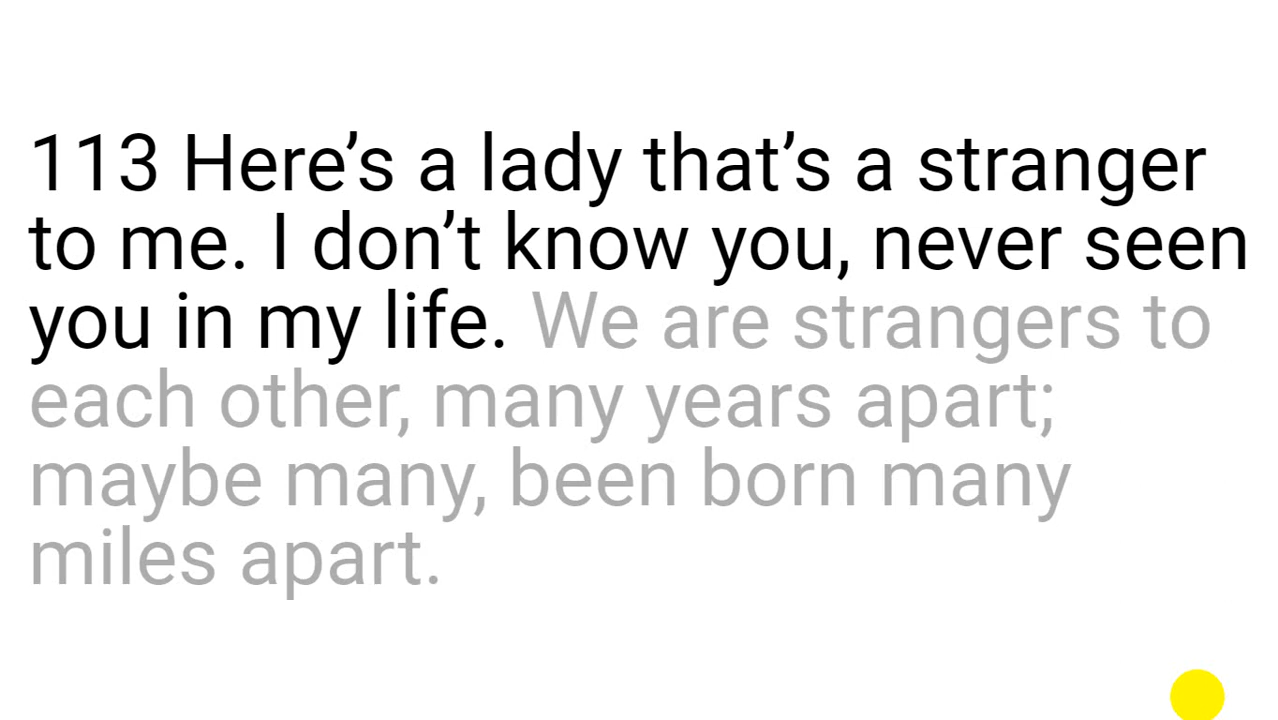 113 Here’s a lady that’s a stranger
to me. I don’t know you, never seen
you in my life. We are strangers to
each other, many years apart;
maybe many, been born many
miles apart.